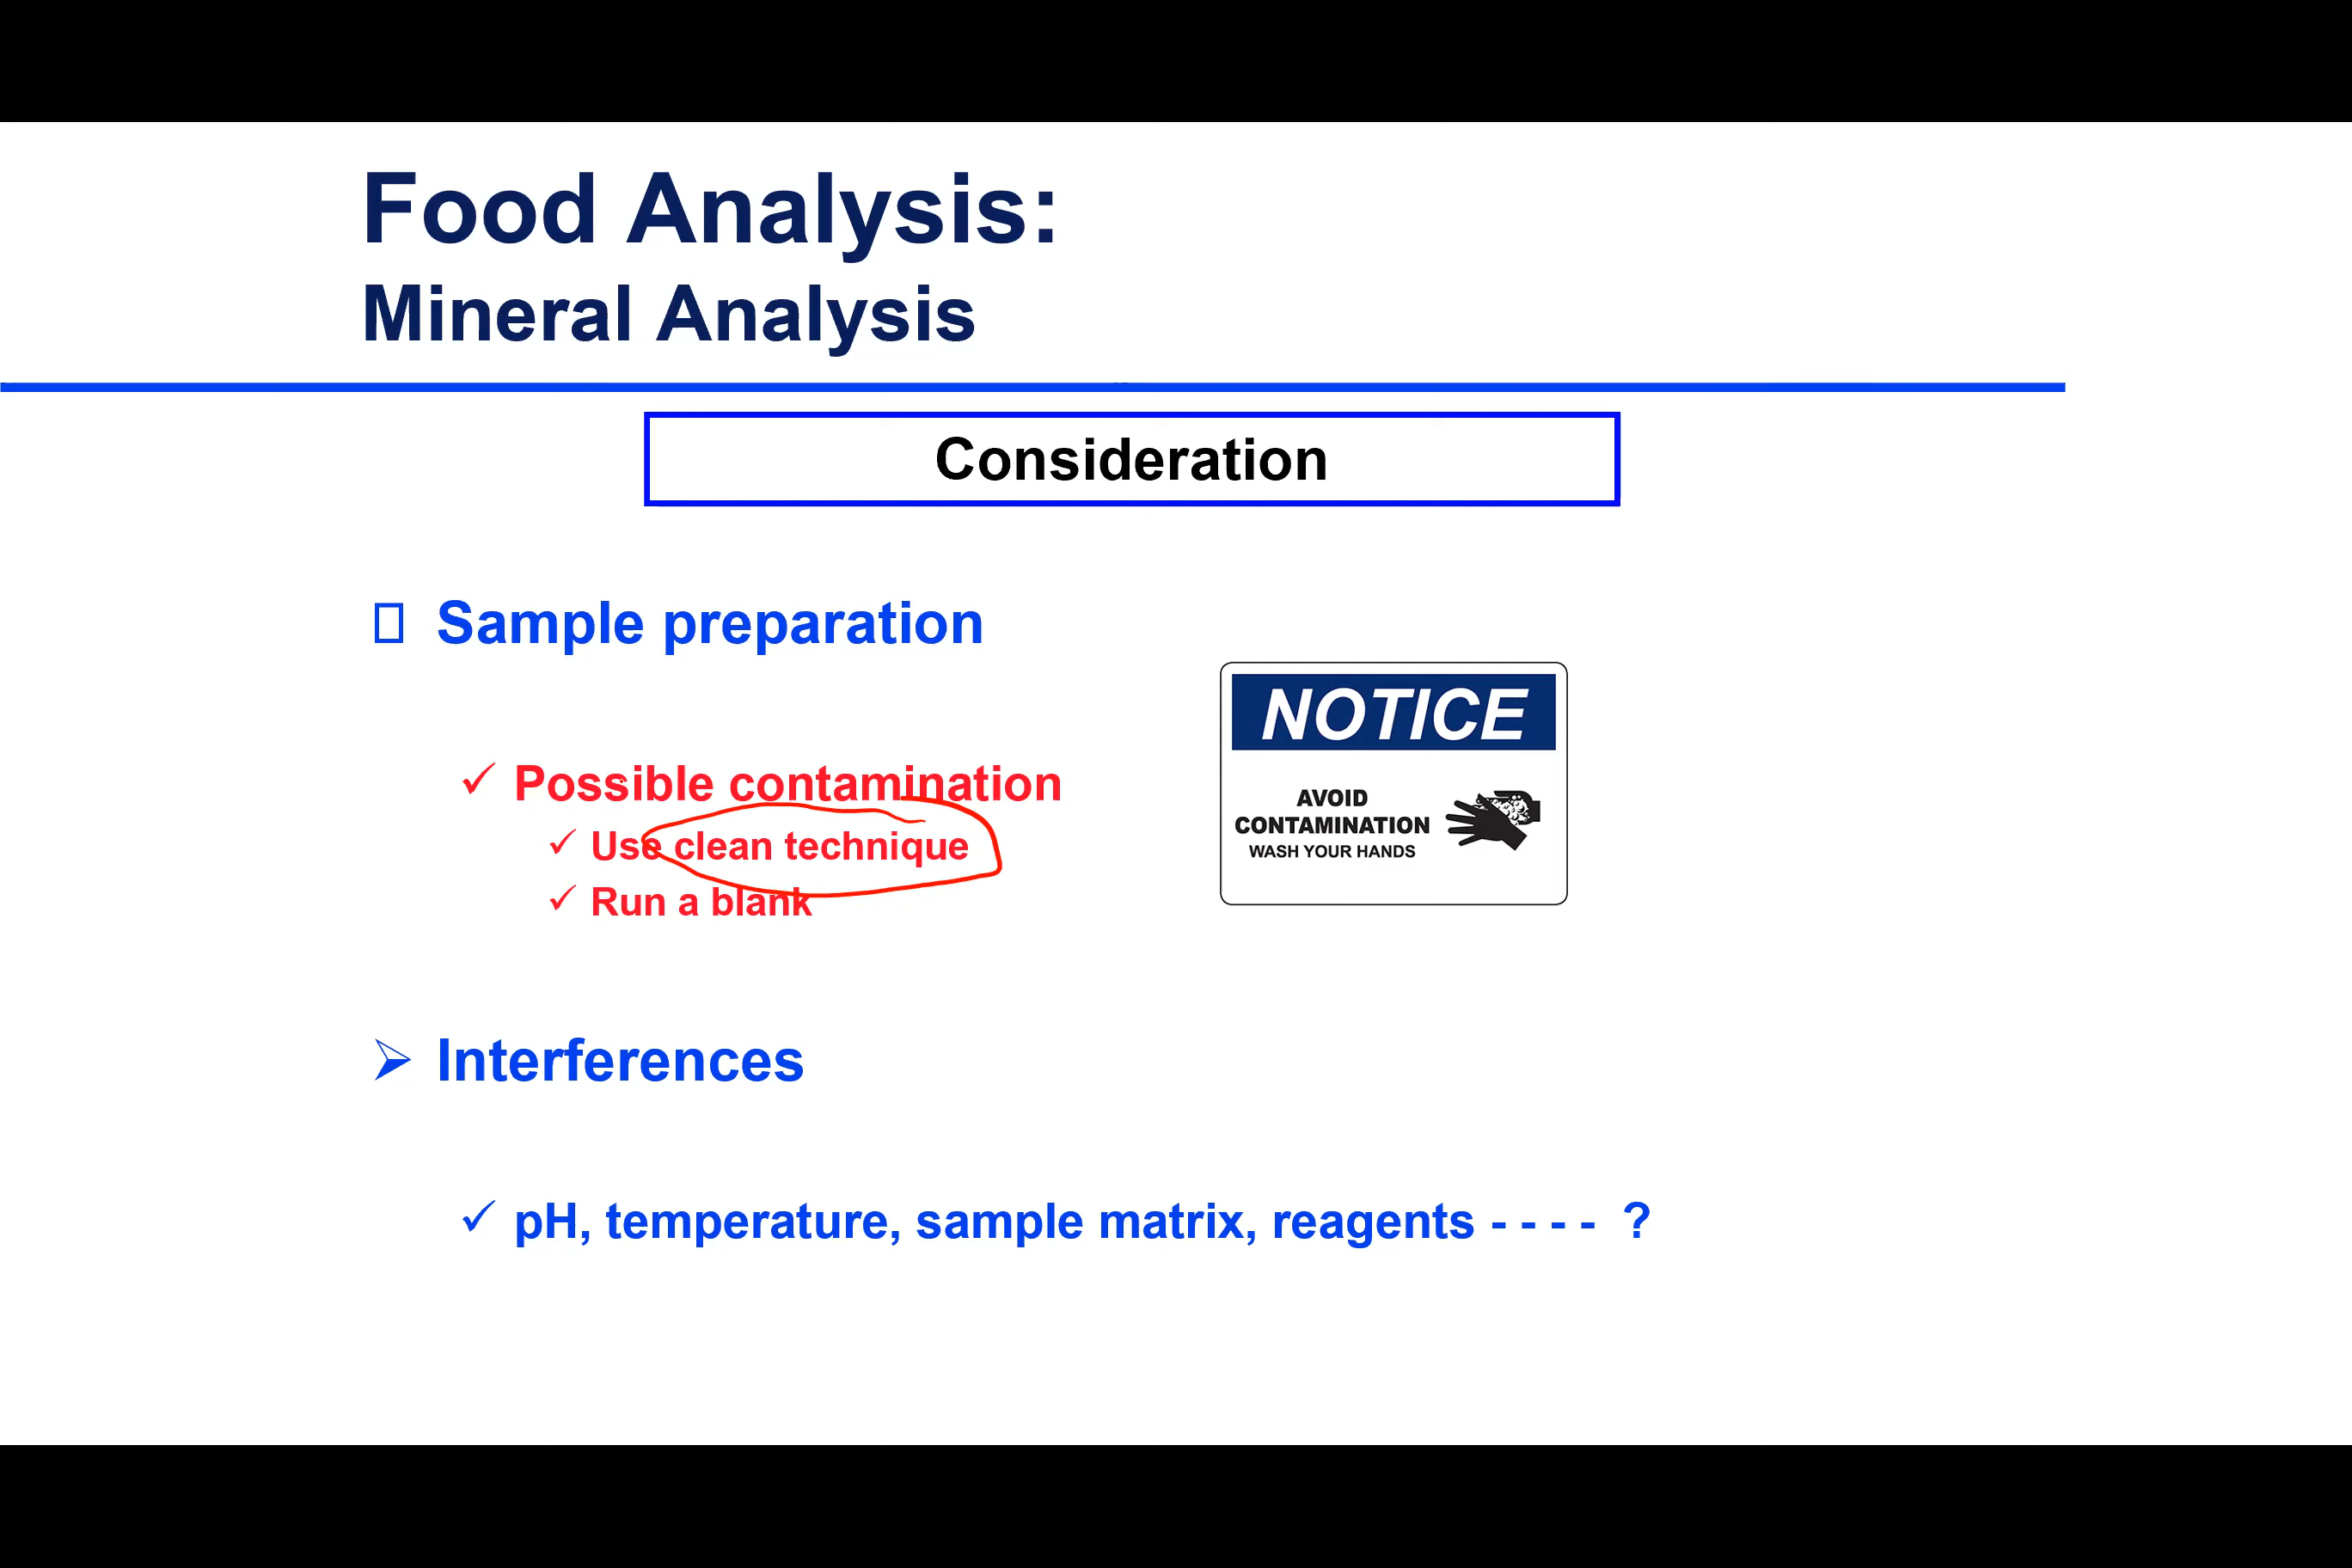 Food Analysis:
Mineral Analysis
Consideration
Sample preparation
✓ Possible contamination
✓ Use clean technique
✓ Run a blank
NOTICE
AVOID
CONTAMINATION
WASH YOUR HANDS
➢ Interferences
✓ pH, temperature, sample matrix, reagents - - - - ?